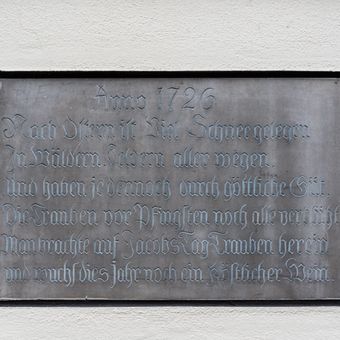 Anno 1726
Nach Ostern ist Viel Schnee gelegen
In Wäldern, Feldern aller wegen.
Und haben jedennoch durch göttliche Güt.
Die Trauben vor Pfingsten noch alle verblüht
Man brachte auf Jacobs Tag Trauben herein
und wuchs dies Jahr noch ein köstlicher Wein.